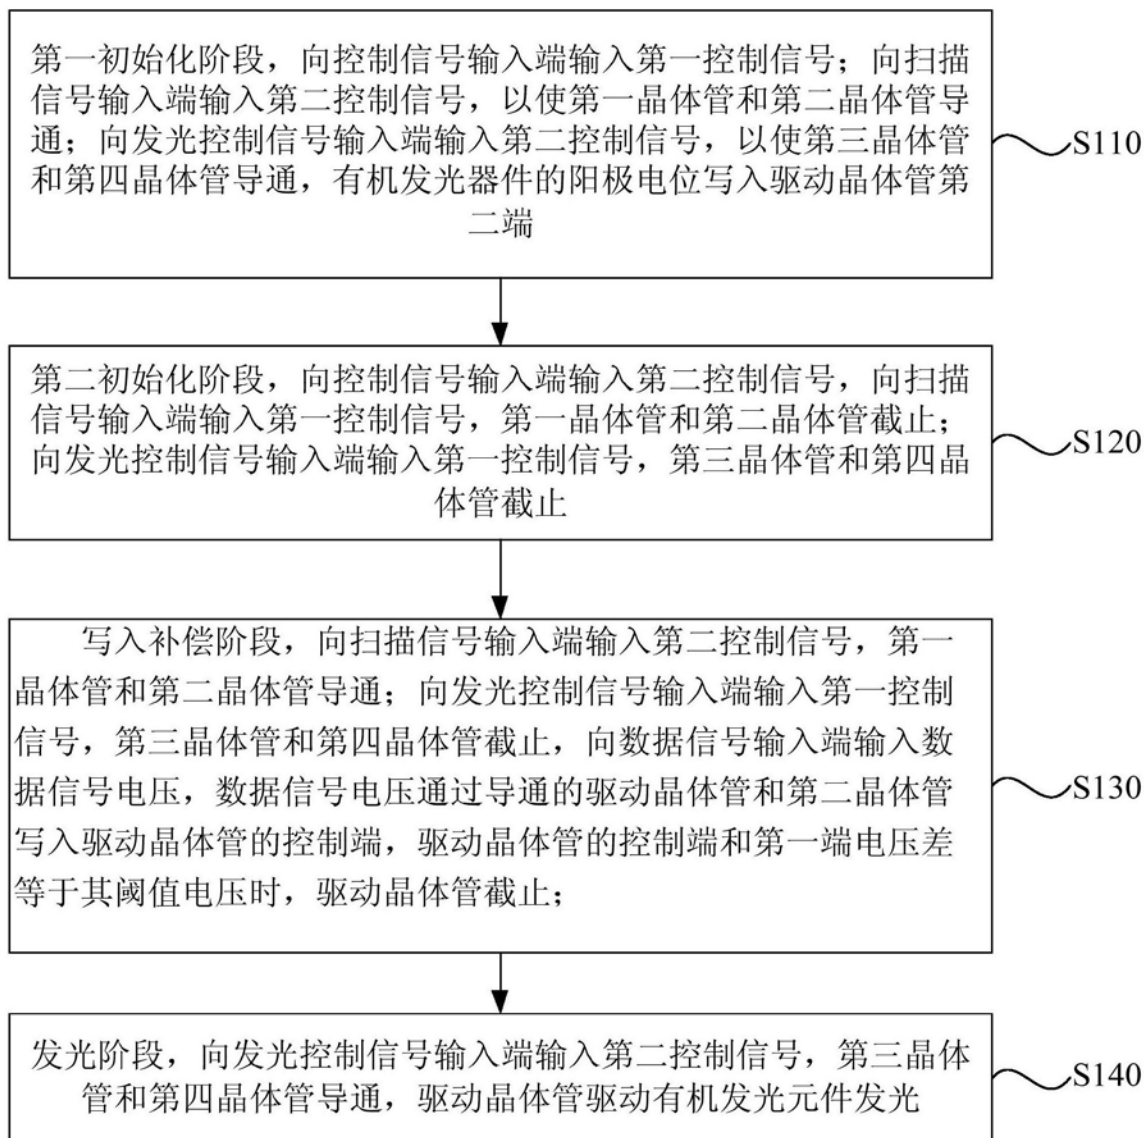 第一初始化阶段，向控制信号输入端输入第一控制信号；向扫描
信号输入端输入第二控制信号，以使第一晶体管和第二晶体管导
通；向发光控制信号输入端输入第二控制信号，以使第三晶体管
和第四晶体管导通，有机发光器件的阳极电位写入驱动晶体管第
二端
S110
第二初始化阶段，向控制信号输入端输入第二控制信号，向扫描
信号输入端输入第一控制信号，第一晶体管和第二晶体管截止；
向发光控制信号输入端输入第一控制信号，第三晶体管和第四晶
体管截止
S120
写入补偿阶段，向扫描信号输入端输入第二控制信号，第一
晶体管和第二晶体管导通；向发光控制信号输入端输入第一控制
信号，第三晶体管和第四晶体管截止，向数据信号输入端输入数
据信号电压，数据信号电压通过导通的驱动晶体管和第二晶体管
写入驱动晶体管的控制端，驱动晶体管的控制端和第一端电压差
等于其阈值电压时，驱动晶体管截止；
S130
发光阶段，向发光控制信号输入端输入第二控制信号，第三晶体
管和第四晶体管导通，驱动晶体管驱动有机发光元件发光
S140